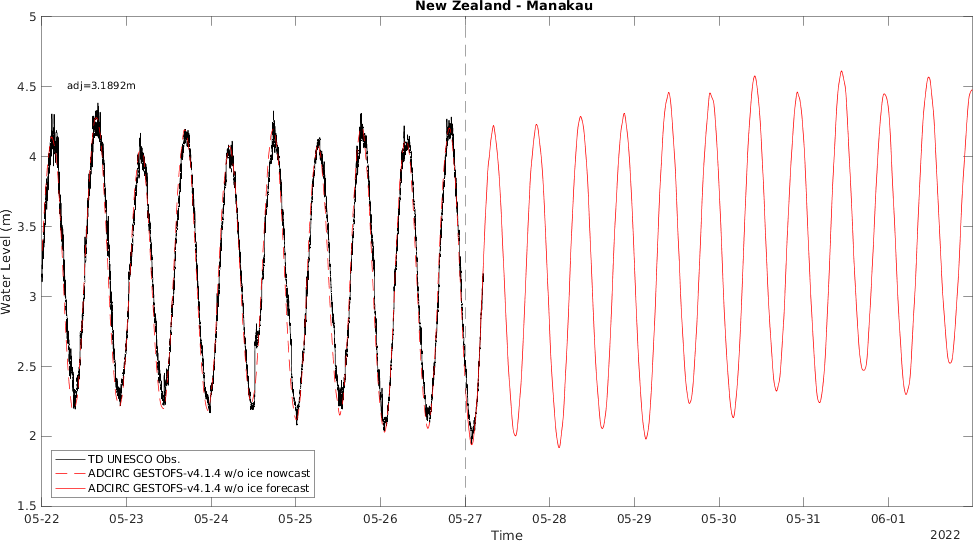 New Zealand - Manakau
5
4.5
4
3.5
3
2.5
2
1.5
Water Level (m)
adj=3.1892m
TD UNESCO Obs.
ADCIRC GESTOFS-v4.1.4 w/o ice nowcast
ADCIRC GESTOFS-v4.1.4 w/o ice forecast
05-22 05-23 05-24 05-25 05-26 05-27 05-28 05-29 05-30 05-31 06-01
Time
2022